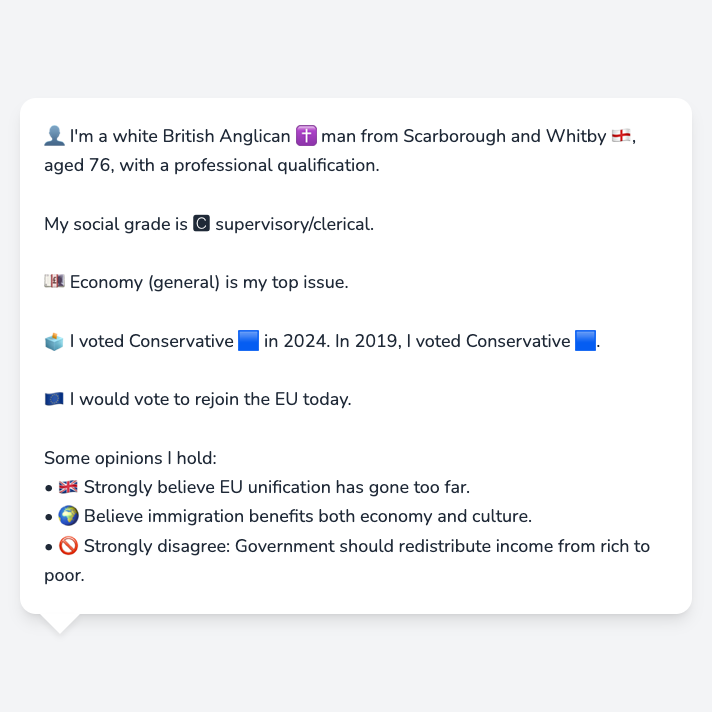 👤 I'm a white British Anglican ✝️ man from Scarborough and Whitby 🏴󠁧󠁢󠁥󠁮󠁧󠁿,
aged 76, with a professional qualification.
My social grade is 🅲 supervisory/clerical.
💷 Economy (general) is my top issue.
🗳️ I voted Conservative 🟦 in 2024. In 2019, I voted Conservative 🟦.
🇪🇺 I would vote to rejoin the EU today.
Some opinions I hold:
• 🇬🇧 Strongly believe EU unification has gone too far.
• 🌍 Believe immigration benefits both economy and culture.
• 🚫 Strongly disagree: Government should redistribute income from rich to
poor.